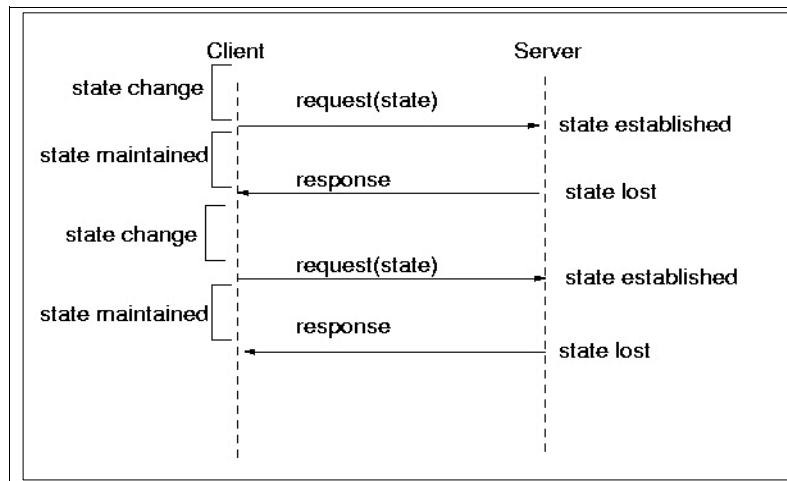 Client Server
state change
request(state)
state established
state maintained
response
state lost
state change
request(state)
state established
state maintained
response
state lost